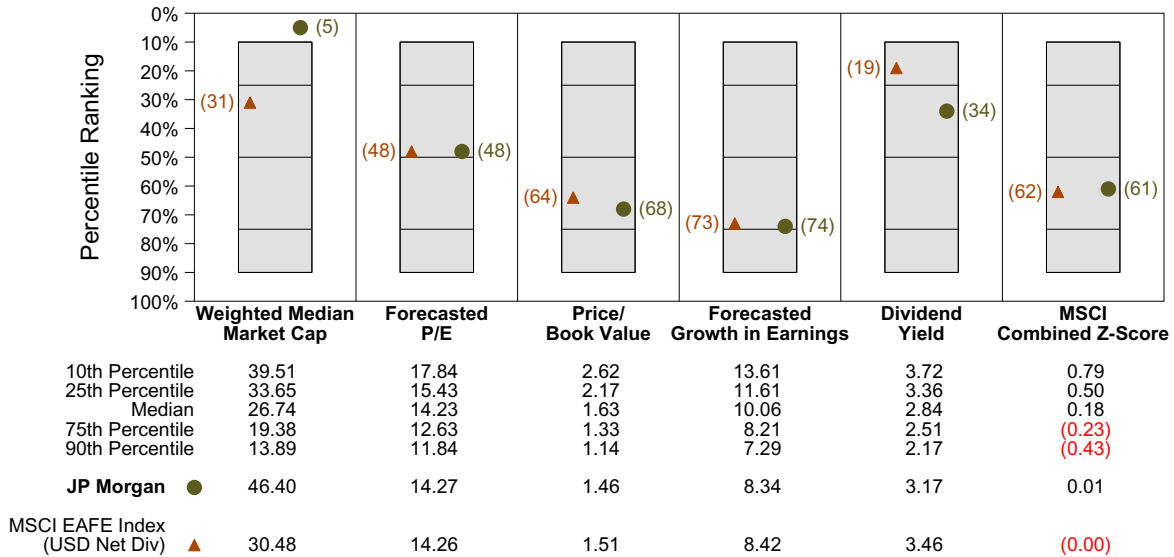 Percentile Ranking
0%
10%
20%
30%
40%
50%
60%
70%
80%
90%
100%
(31) (5)
(48) (48)
(64) (68)
(73) (74)
(19) (34)
(62) (61)
Weighted Median Market Cap
Forecasted P/E
Price/ Book Value
Forecasted Growth in Earnings
Dividend Yield
MSCI Combined Z-Score
10th Percentile 39.51 17.84 2.62 13.61 3.72 0.79
25th Percentile 33.65 15.43 2.17 11.61 3.36 0.50
Median 26.74 14.23 1.63 10.06 2.84 0.18
75th Percentile 19.38 12.63 1.33 8.21 2.51 (0.23)
90th Percentile 13.89 11.84 1.14 7.29 2.17 (0.43)
JP Morgan 46.40 14.27 1.46 8.34 3.17 0.01
MSCI EAFE Index
(USD Net Div) 30.48 14.26 1.51 8.42 3.46 (0.00)